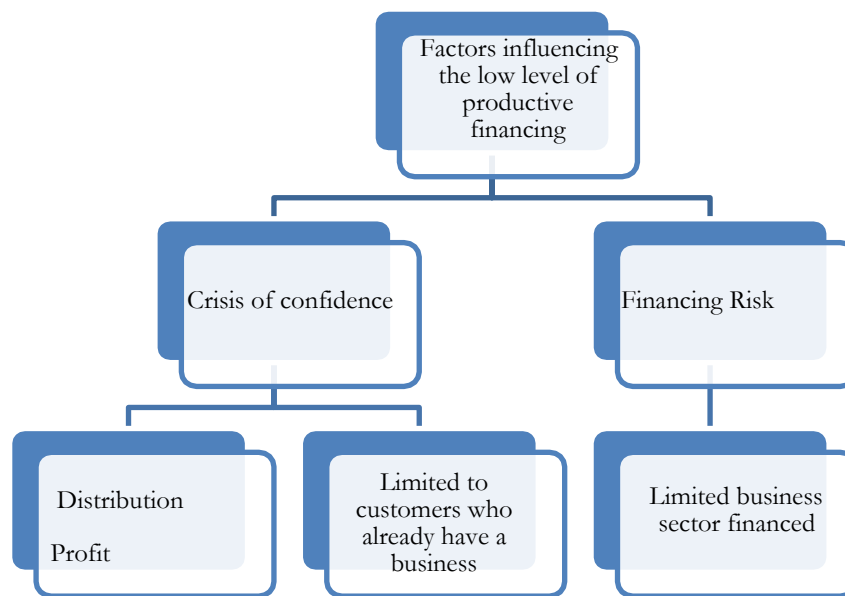 Factors influencing
the low level of
productive
financing
Crisis of confidence
Financing Risk
Distribution
Profit
Limited to
customers who
already have a
business
Limited business
sector financed